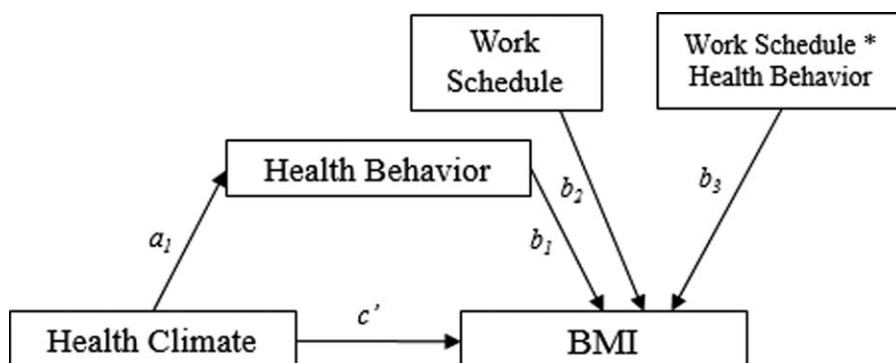 Work
Schedule
Work Schedule *
Health Behavior
Health Behavior
a1
b1
b2
b3
Health Climate
c’
BMI